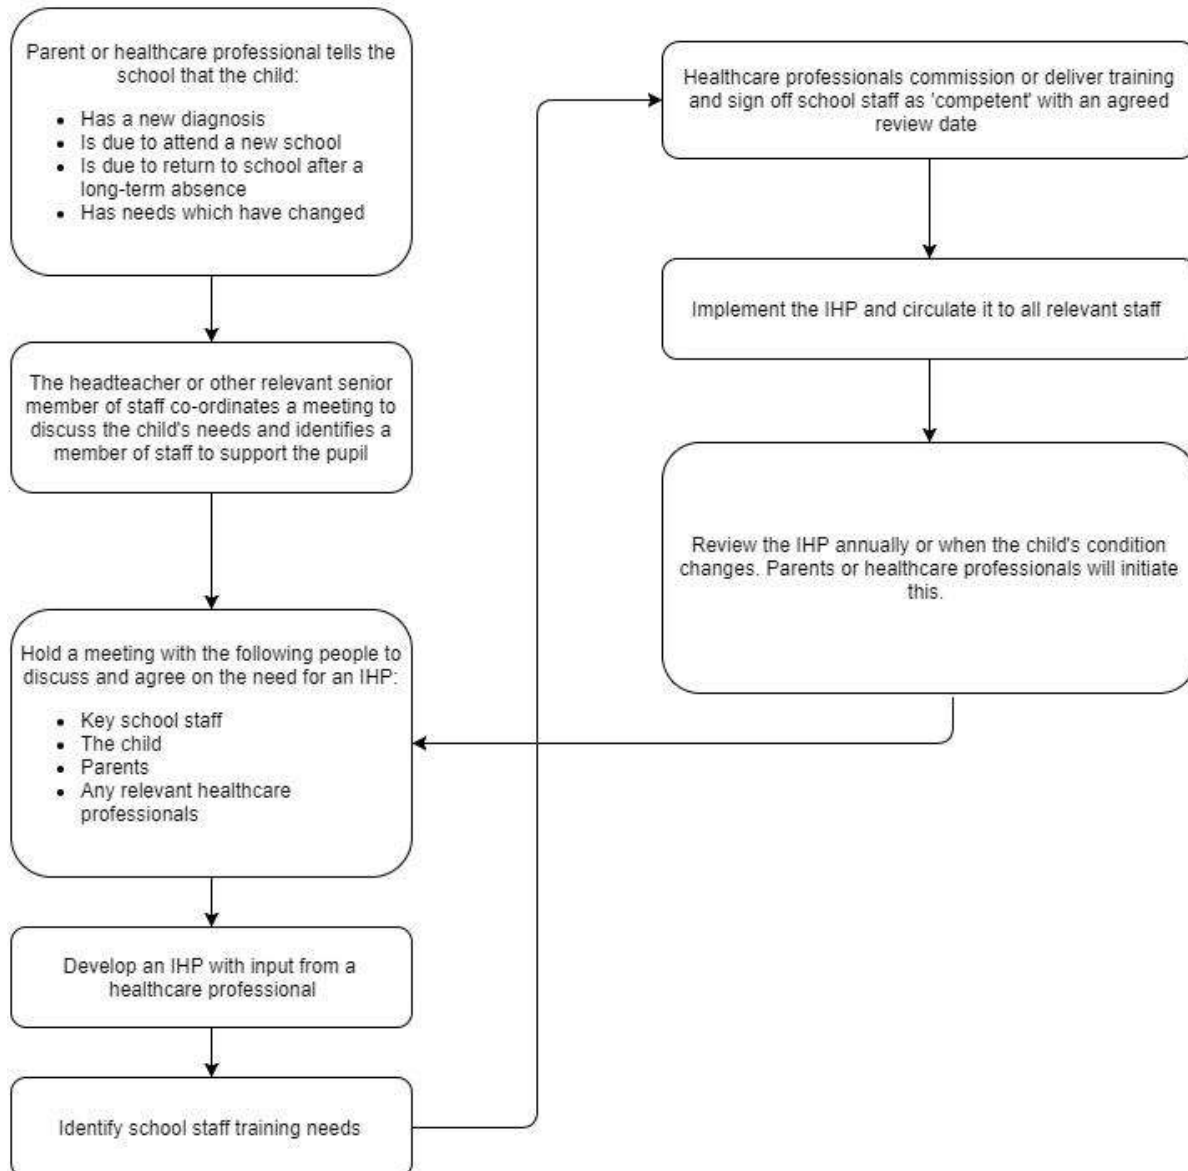 Parent or healthcare professional tells the
school that the child:
• Has a new diagnosis
• Is due to attend a new school
• Is due to return to school after a
long-term absence
• Has needs which have changed
The headteacher or other relevant senior
member of staff co-ordinates a meeting to
discuss the child's needs and identifies a
member of staff to support the pupil
Hold a meeting with the following people to
discuss and agree on the need for an IHP:
• Key school staff
• The child
• Parents
• Any relevant healthcare
professionals
Develop an IHP with input from a
healthcare professional
Identify school staff training needs
Healthcare professionals commission or deliver training
and sign off school staff as 'competent' with an agreed
review date
Implement the IHP and circulate it to all relevant staff
Review the IHP annually or when the child's condition
changes. Parents or healthcare professionals will initiate
this.